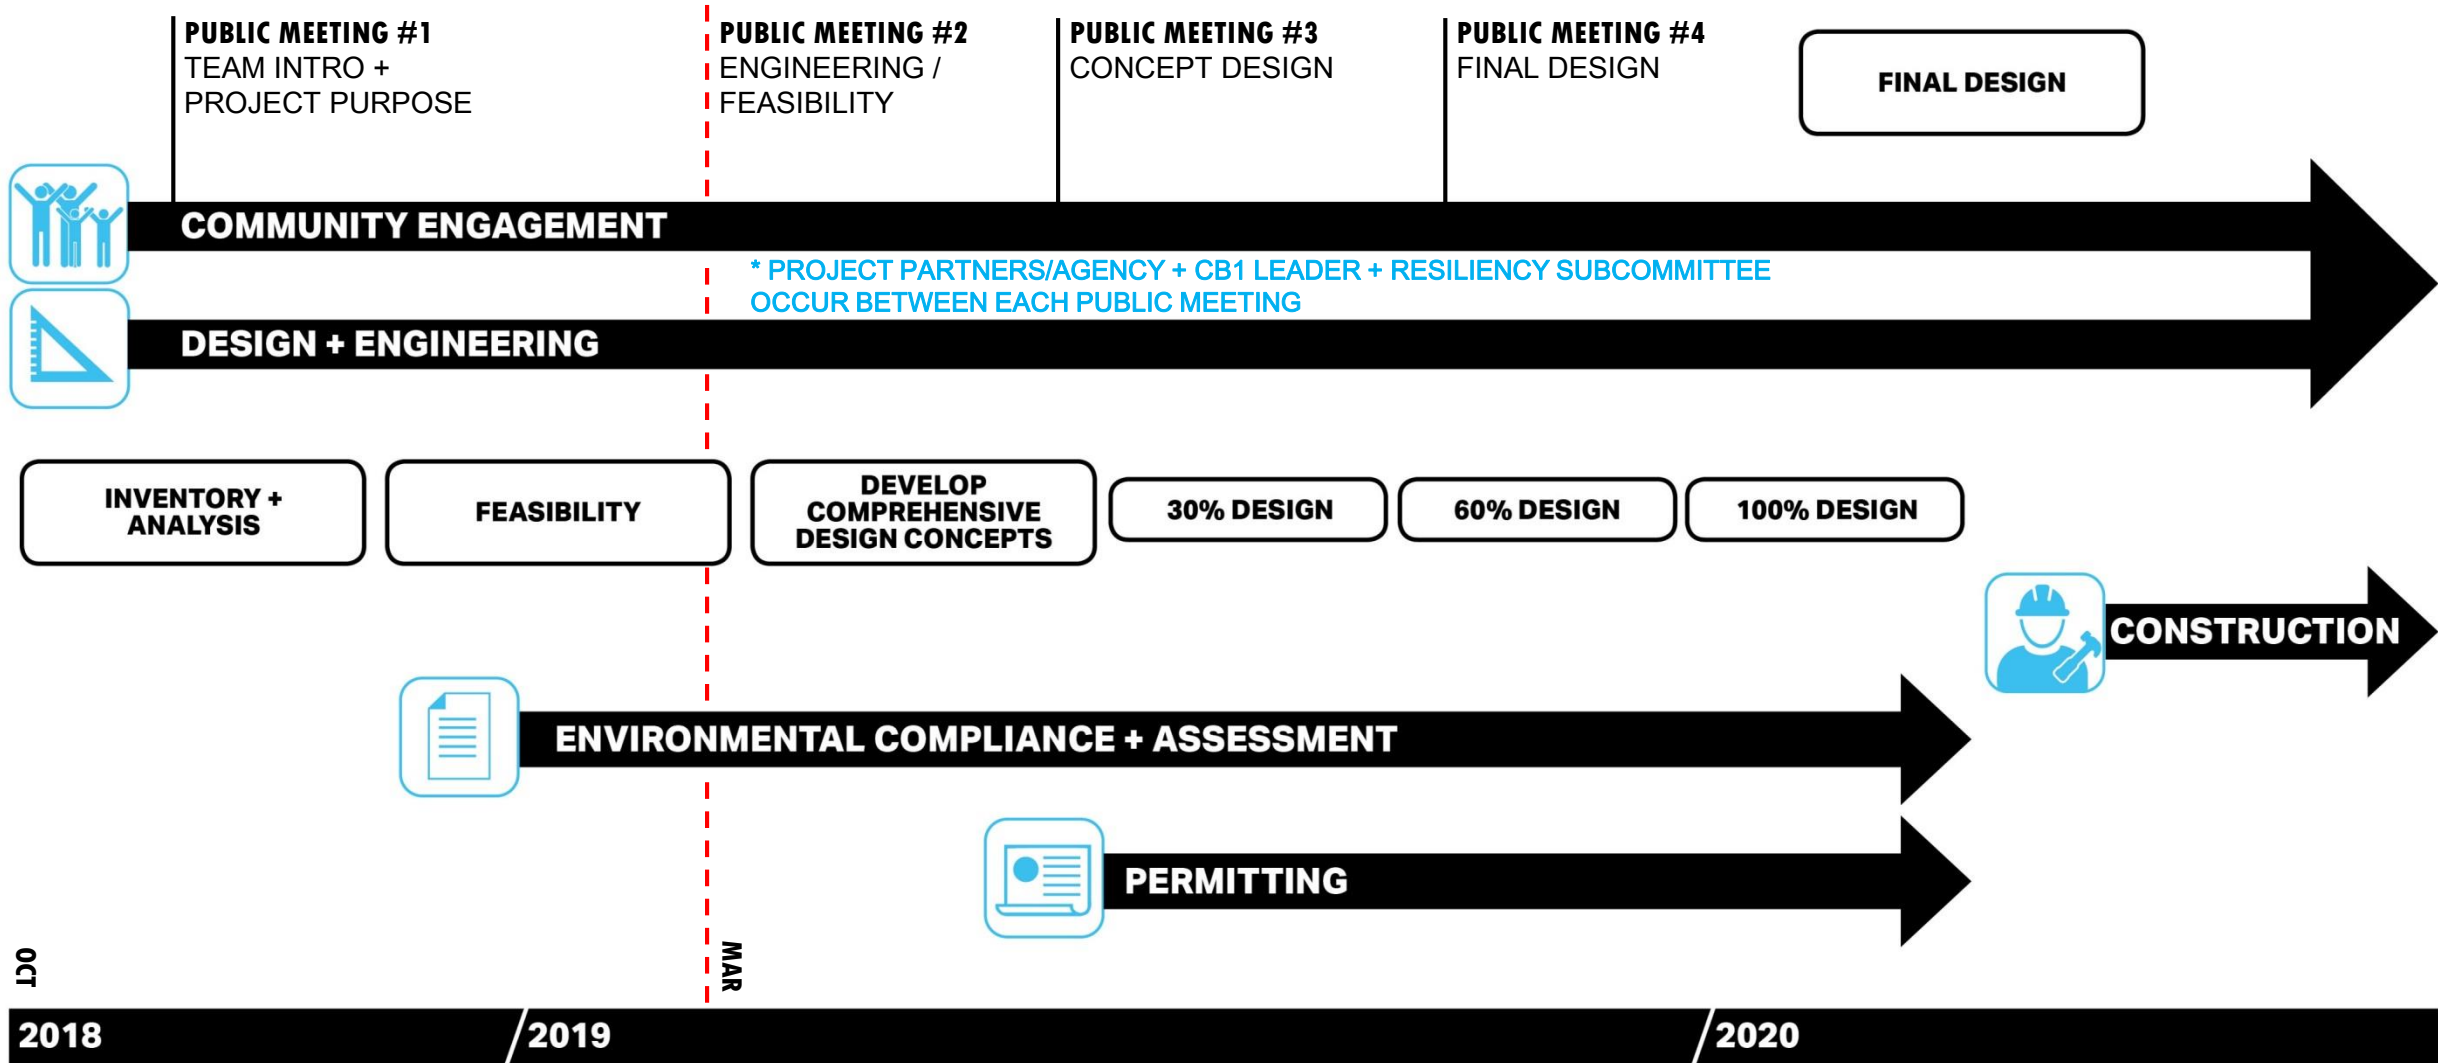 PUBLIC MEETING #1
TEAM INTRO +
PROJECT PURPOSE
PUBLIC MEETING #2
ENGINEERING /
FEASIBILITY
PUBLIC MEETING #3
CONCEPT DESIGN
PUBLIC MEETING #4
FINAL DESIGN
FINAL DESIGN
COMMUNITY ENGAGEMENT
* PROJECT PARTNERS/AGENCY + CB1 LEADER + RESILIENCY SUBCOMMITTEE
OCCUR BETWEEN EACH PUBLIC MEETING
DESIGN + ENGINEERING
INVENTORY +
ANALYSIS
FEASIBILITY
DEVELOP
COMPREHENSIVE
DESIGN CONCEPTS
30% DESIGN
60% DESIGN
100% DESIGN
CONSTRUCTION
ENVIRONMENTAL COMPLIANCE + ASSESSMENT
PERMITTING
OCT
MAR
2018
2019
2020